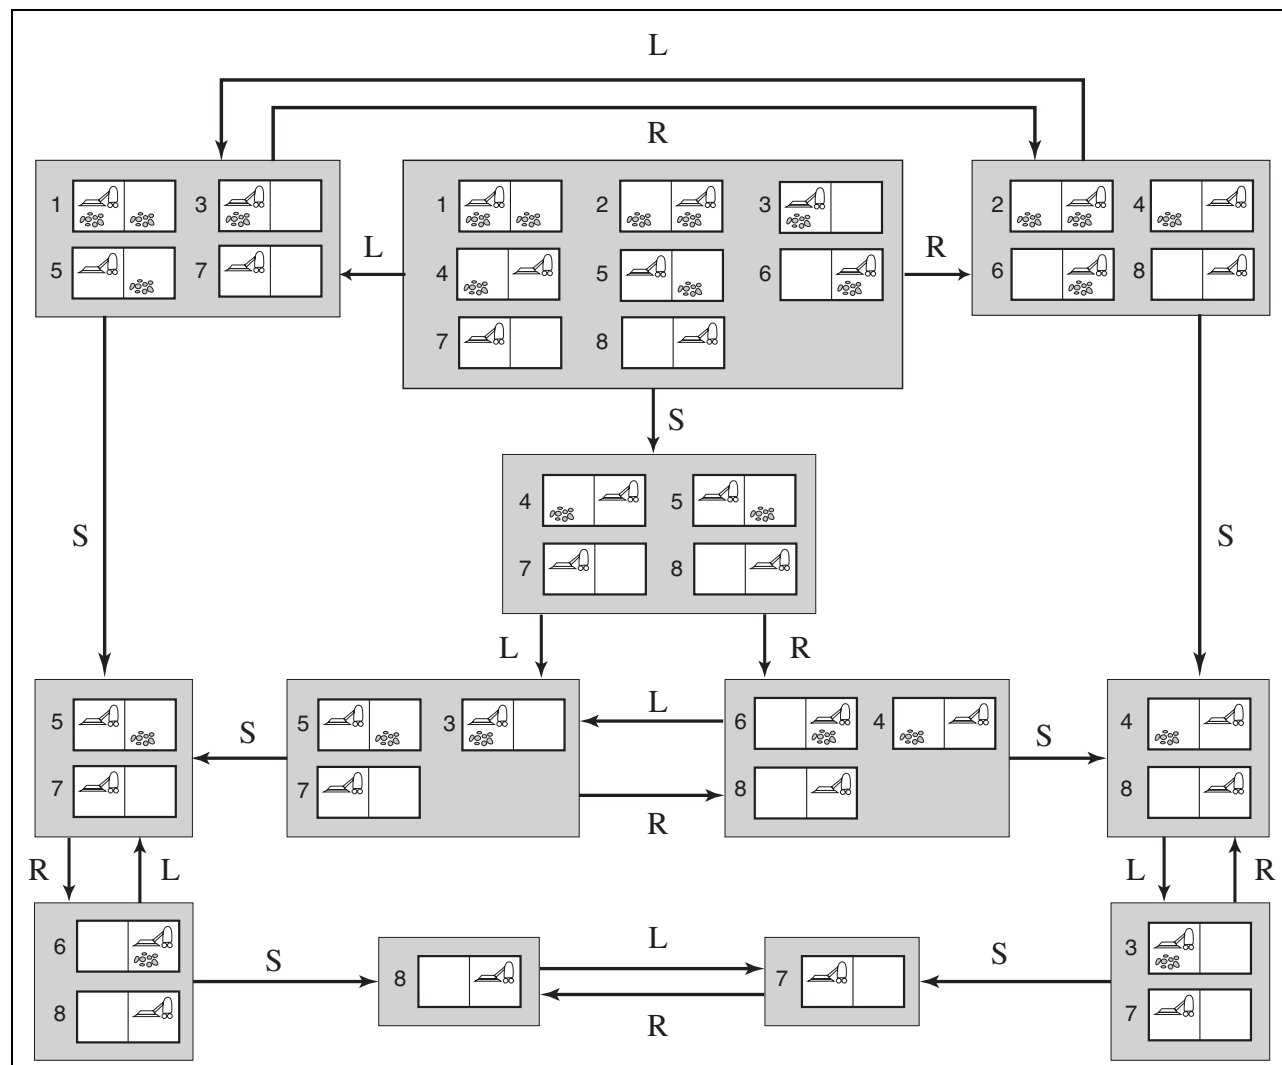 L
R
1 3 1 2 3 2 4
L R
5 7 4 5 6 6 8
7 8
S
4 5
S S
7 8
L R
5 5 3 L 6 4 4
S S
7 7 8 8
R
R L L R
6 8 L 7 3
S S
8 R 7